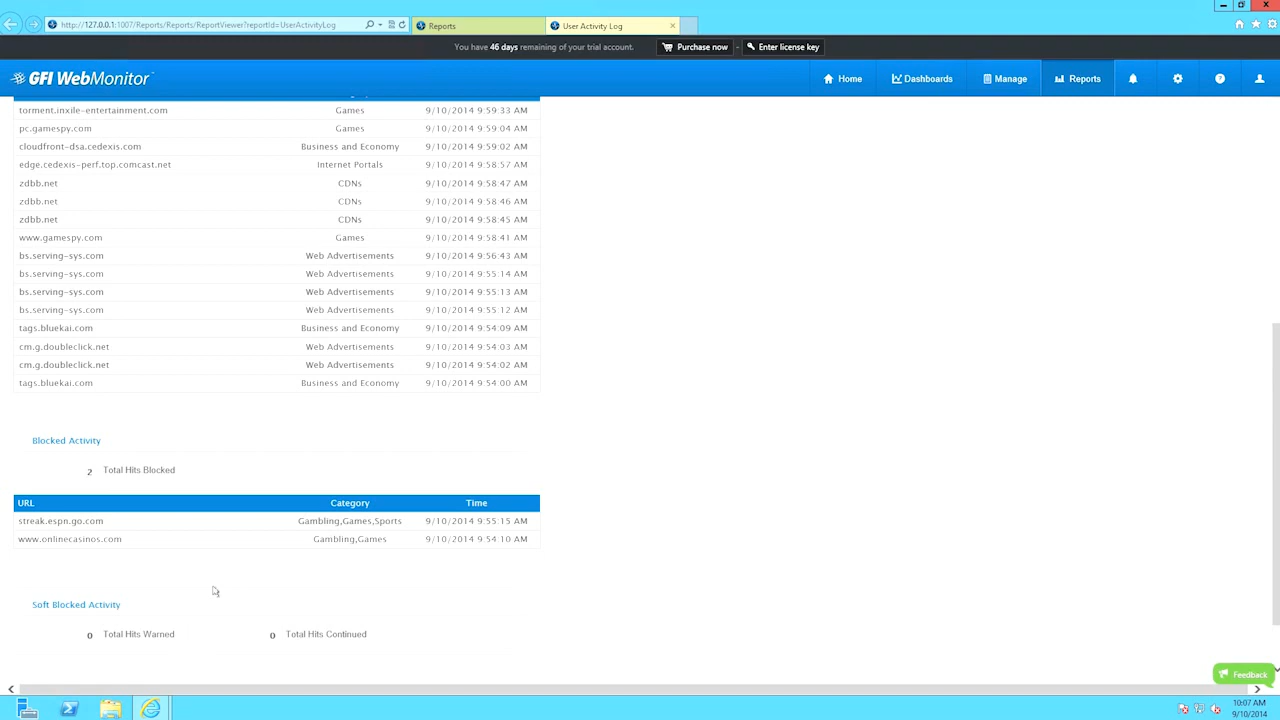 http://127.0.0.1:1007/Reports/Reports/ReportViewer?reportId=UserActivityLog
Reports
User Activity Log
You have 46 days remaining of your trial account.
Purchase now
-
Enter license key
GFI WebMonitor
Home
Dashboards
Manage
Reports
torment.inxile-entertainment.com Games 9/10/2014 9:59:33 AM
pc.gamespy.com Games 9/10/2014 9:59:04 AM
cloudfront-dsa.cedexis.com Business and Economy 9/10/2014 9:59:02 AM
edge.cedexis-perf.top.comcast.net Internet Portals 9/10/2014 9:58:57 AM
zdbb.net CDNs 9/10/2014 9:58:47 AM
zdbb.net CDNs 9/10/2014 9:58:46 AM
zdbb.net CDNs 9/10/2014 9:58:45 AM
www.gamespy.com Games 9/10/2014 9:58:41 AM
bs.serving-sys.com Web Advertisements 9/10/2014 9:56:43 AM
bs.serving-sys.com Web Advertisements 9/10/2014 9:55:14 AM
bs.serving-sys.com Web Advertisements 9/10/2014 9:55:13 AM
bs.serving-sys.com Web Advertisements 9/10/2014 9:55:12 AM
tags.bluekai.com Business and Economy 9/10/2014 9:54:09 AM
cm.g.doubleclick.net Web Advertisements 9/10/2014 9:54:03 AM
cm.g.doubleclick.net Web Advertisements 9/10/2014 9:54:02 AM
tags.bluekai.com Business and Economy 9/10/2014 9:54:00 AM
Blocked Activity
2 Total Hits Blocked
URL Category Time
streak.espn.go.com Gambling,Games,Sports 9/10/2014 9:55:15 AM
www.onlinecasinos.com Gambling,Games 9/10/2014 9:54:10 AM
Soft Blocked Activity
0 Total Hits Warned 0 Total Hits Continued
Feedback
10:07 AM
9/10/2014